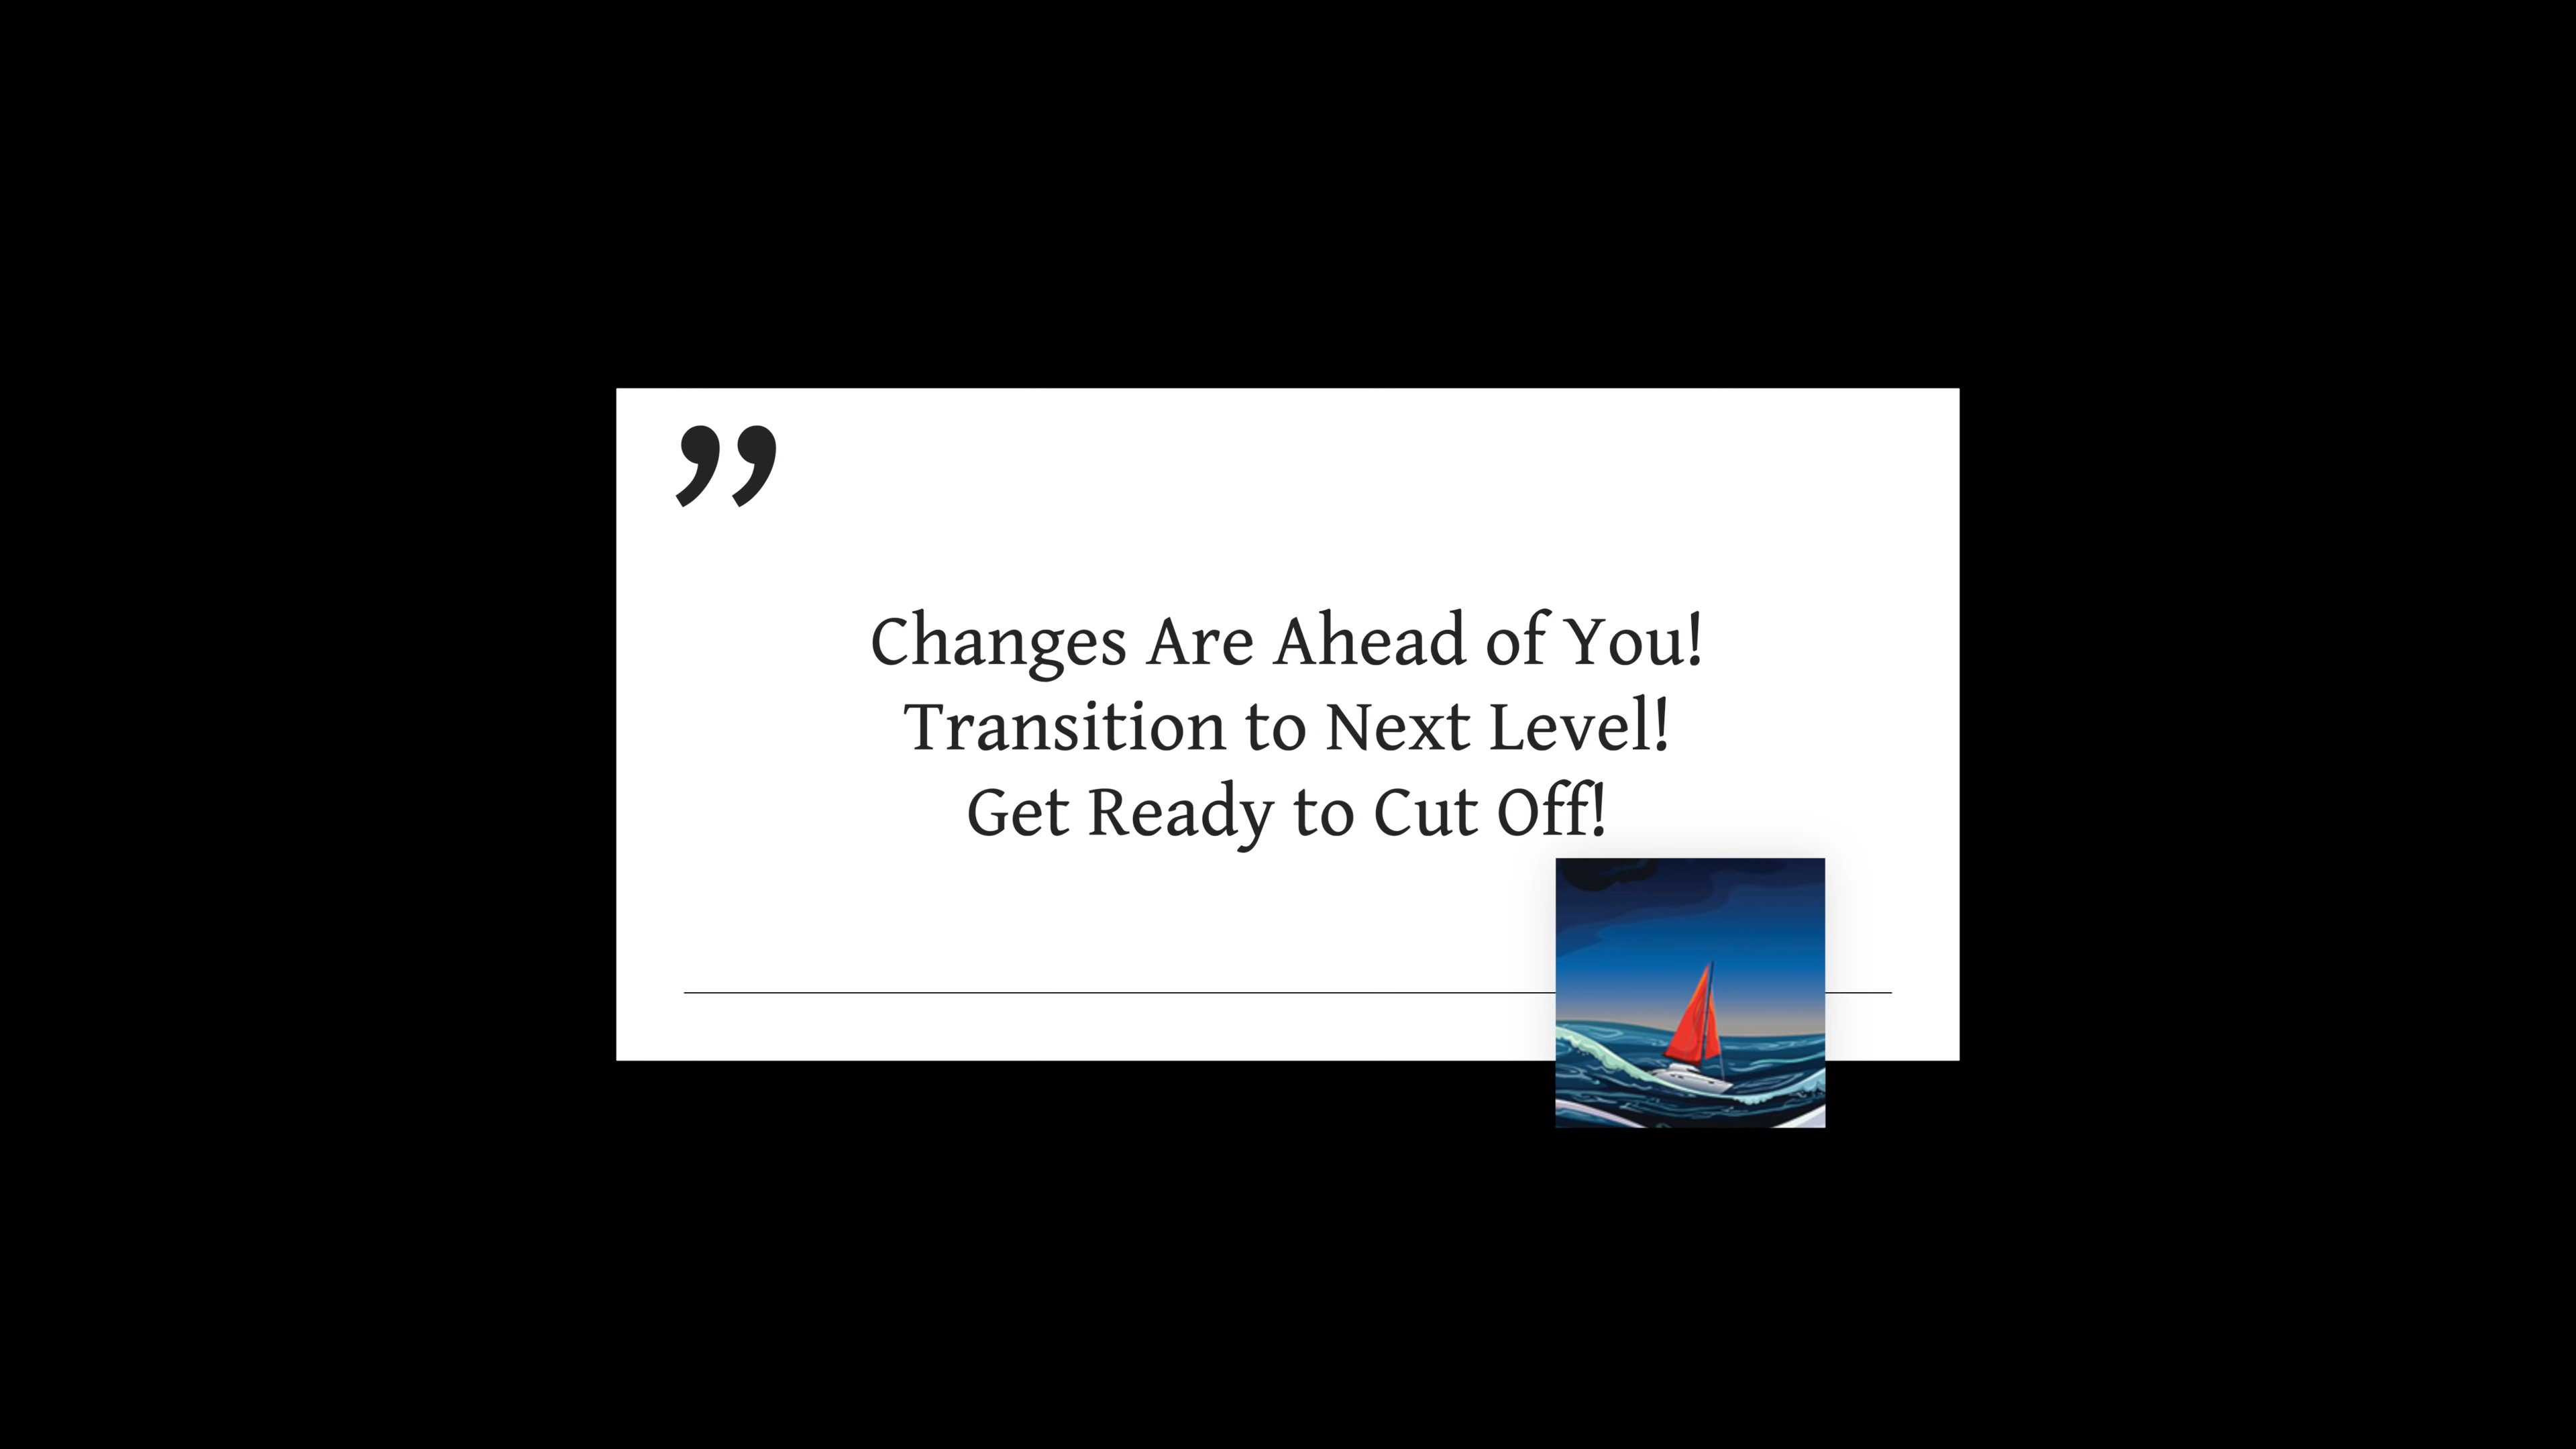 ”
Changes Are Ahead of You!
Transition to Next Level!
Get Ready to Cut Off!